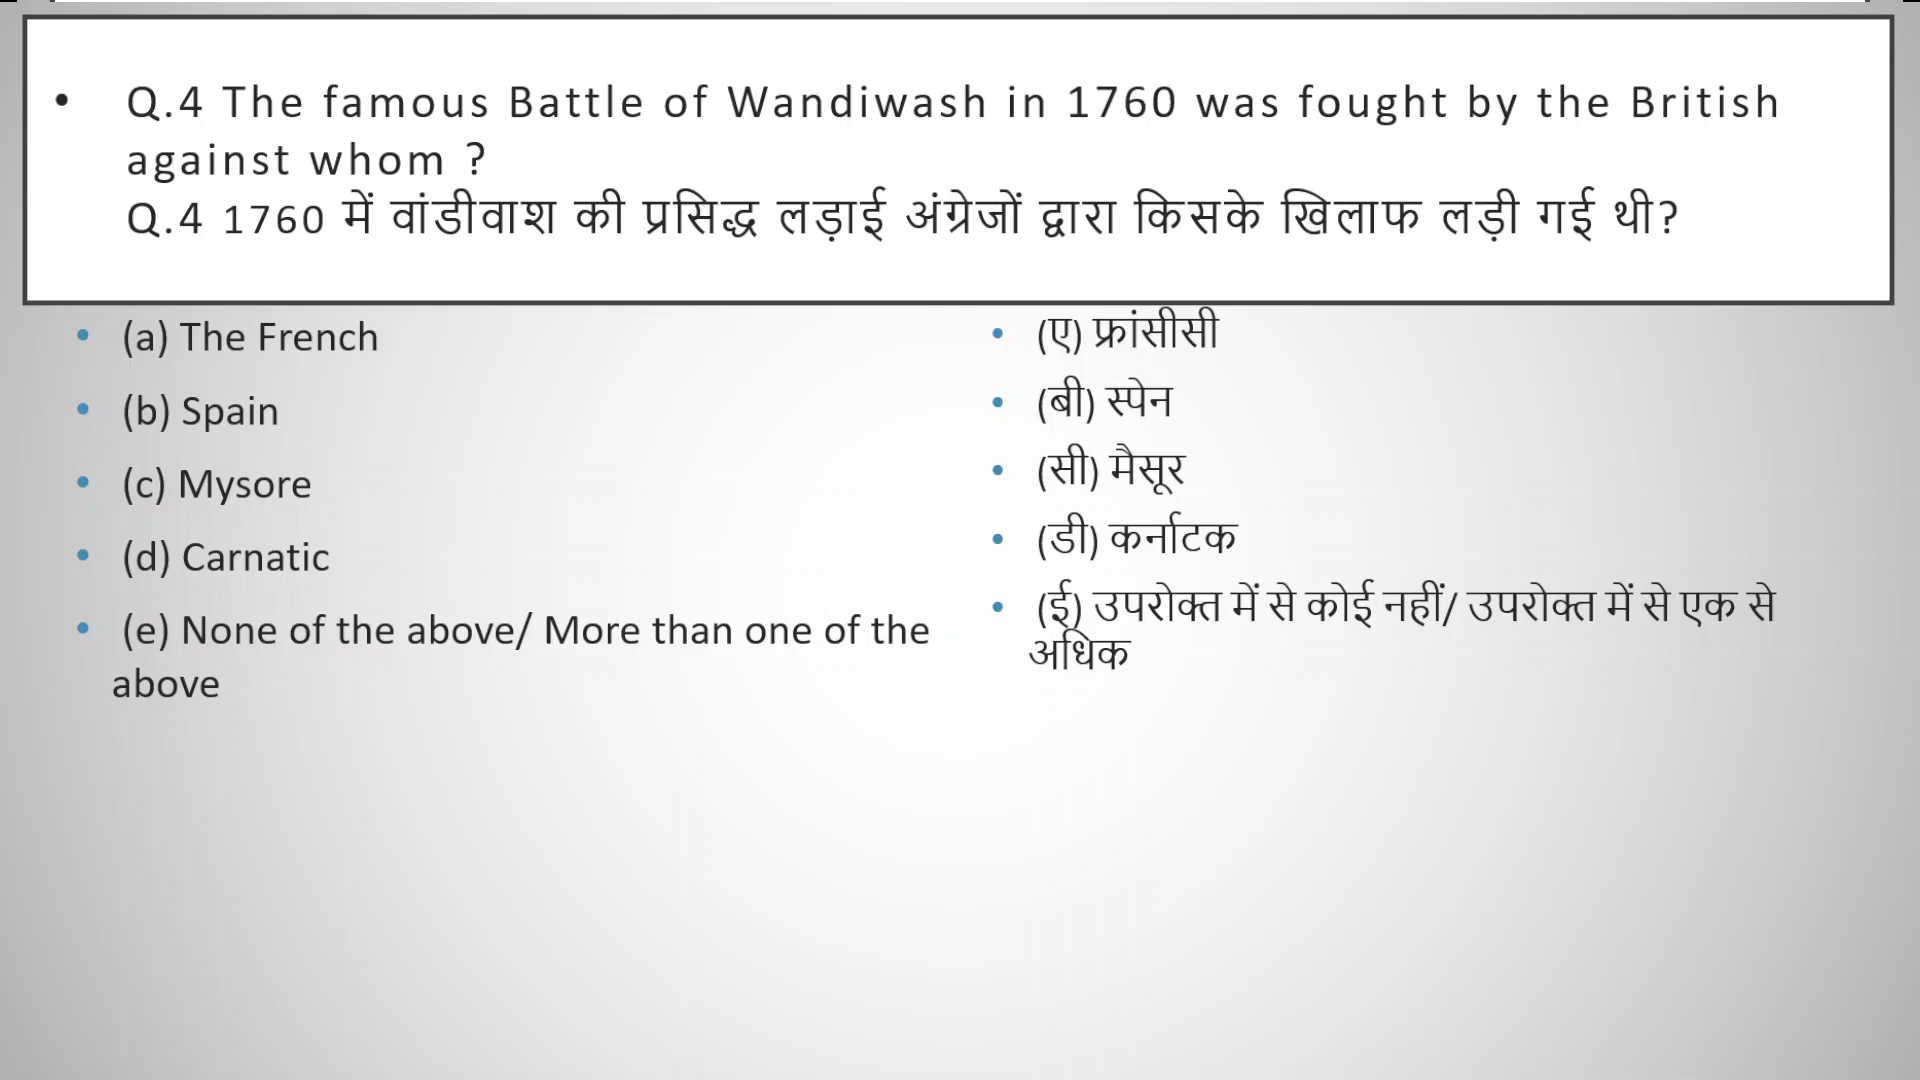 • Q.4 The famous Battle of Wandiwash in 1760 was fought by the British
against whom ?
Q.4 1760 में वांडीवाश की प्रसिद्ध लड़ाई अंग्रेजों द्वारा किसके खिलाफ लड़ी गई थी?
• (a) The French
• (b) Spain
• (c) Mysore
• (d) Carnatic
• (e) None of the above/ More than one of the
above
• (ए) फ्रांसीसी
• (बी) स्पेन
• (सी) मैसूर
• (डी) कर्नाटक
• (ई) उपरोक्त में से कोई नहीं/ उपरोक्त में से एक से
अधिक